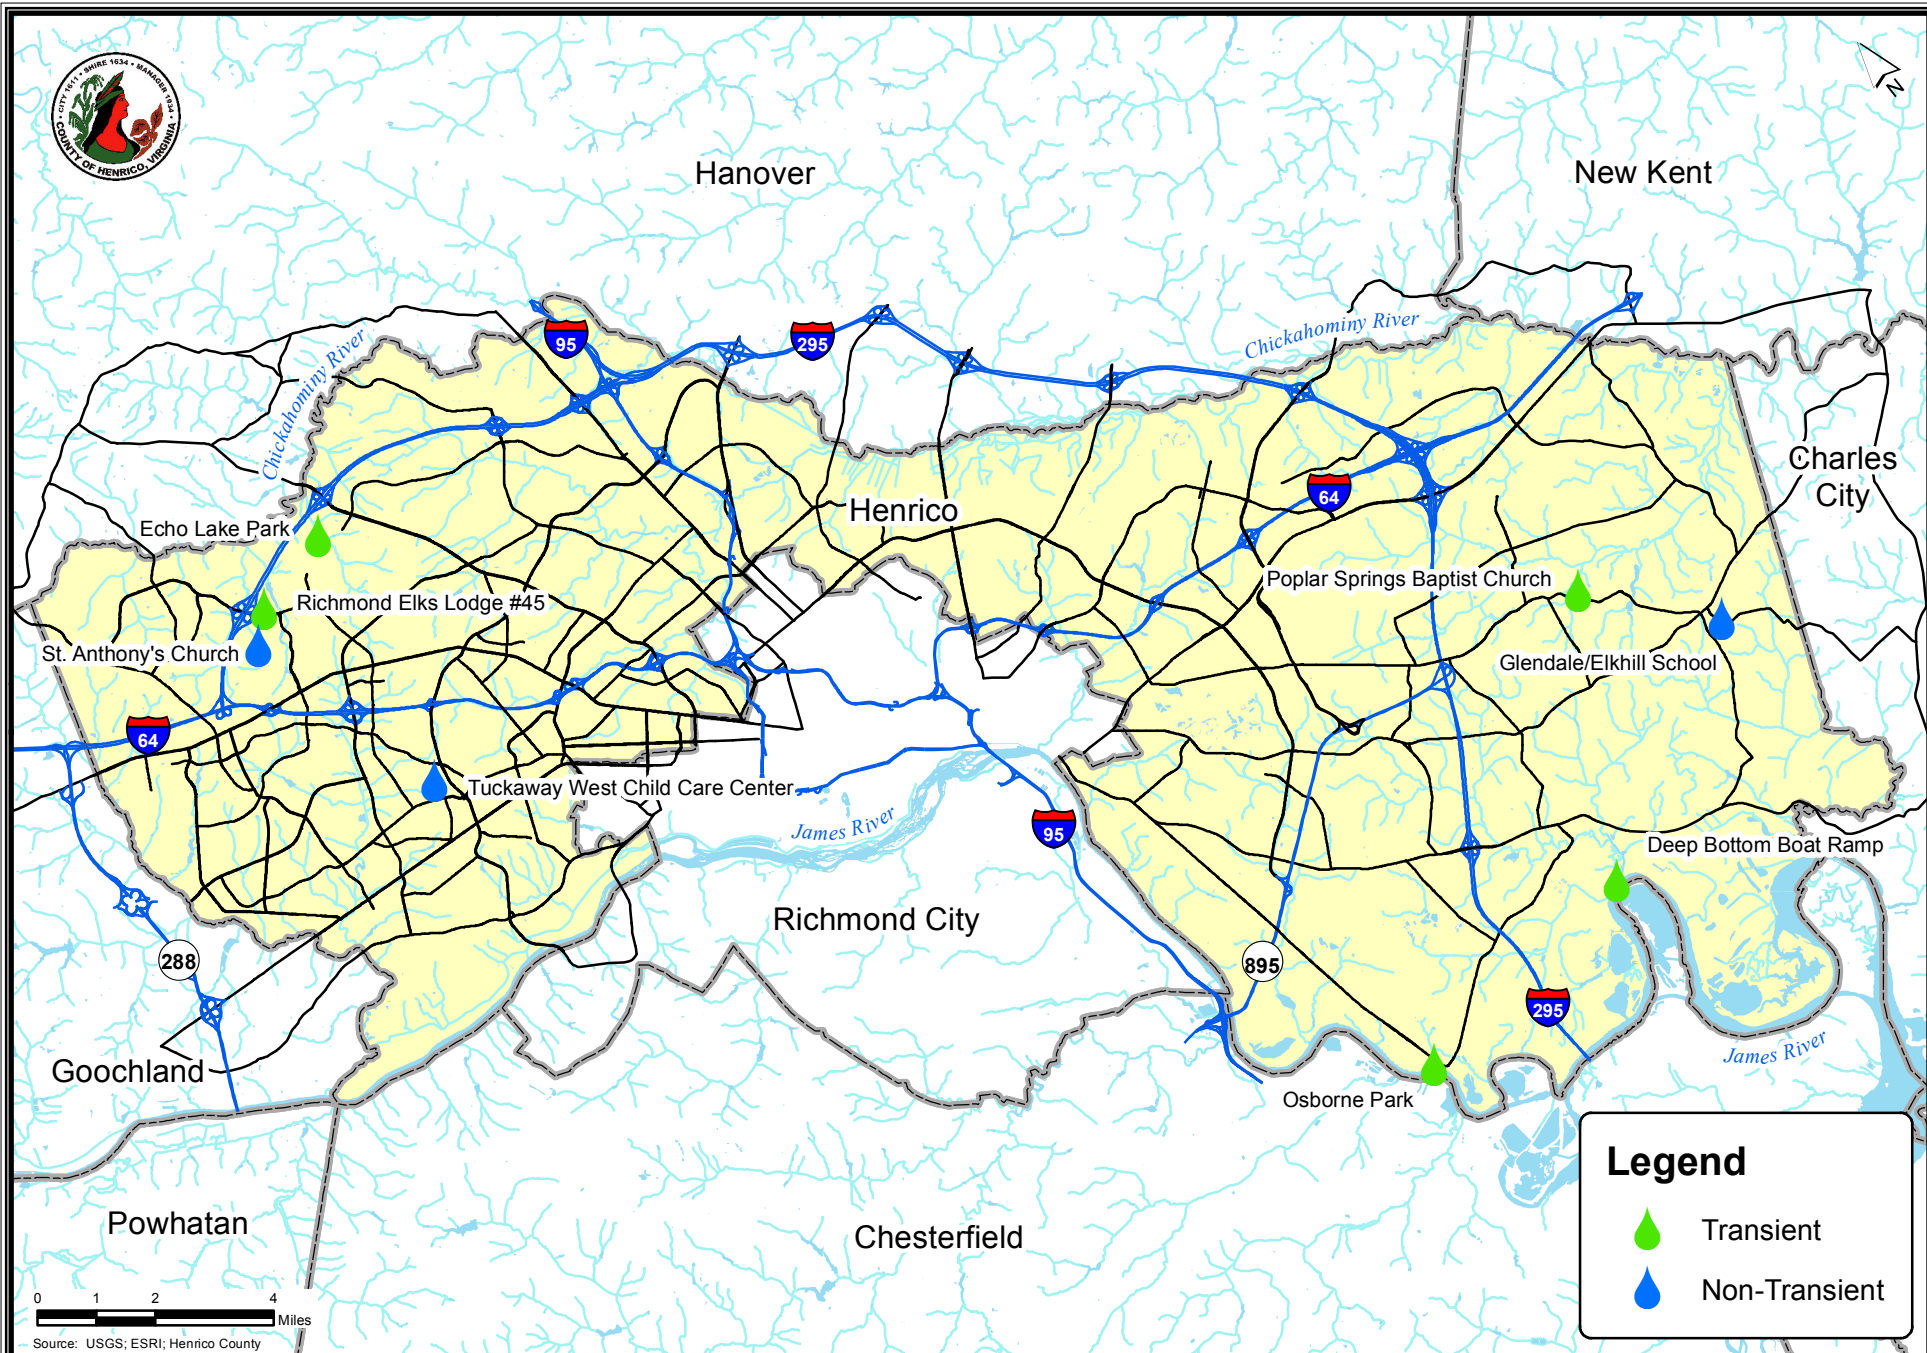 CITY 1611 • SHIRE 1634 • MANAGER 1934
COUNTY OF HENRICO, VIRGINIA
N
Hanover
New Kent
Chickahominy River
95
295
Chickahominy River
Charles
City
64
Henrico
Echo Lake Park
Poplar Springs Baptist Church
Richmond Elks Lodge #45
St. Anthony's Church
Glendale/Elkhill School
64
Tuckaway West Child Care Center
James River
95
Deep Bottom Boat Ramp
Richmond City
288
895
295
James River
Goochland
Osborne Park
Legend
Transient
Non-Transient
Powhatan
Chesterfield
0 1 2 4
Miles
Source: USGS; ESRI; Henrico County